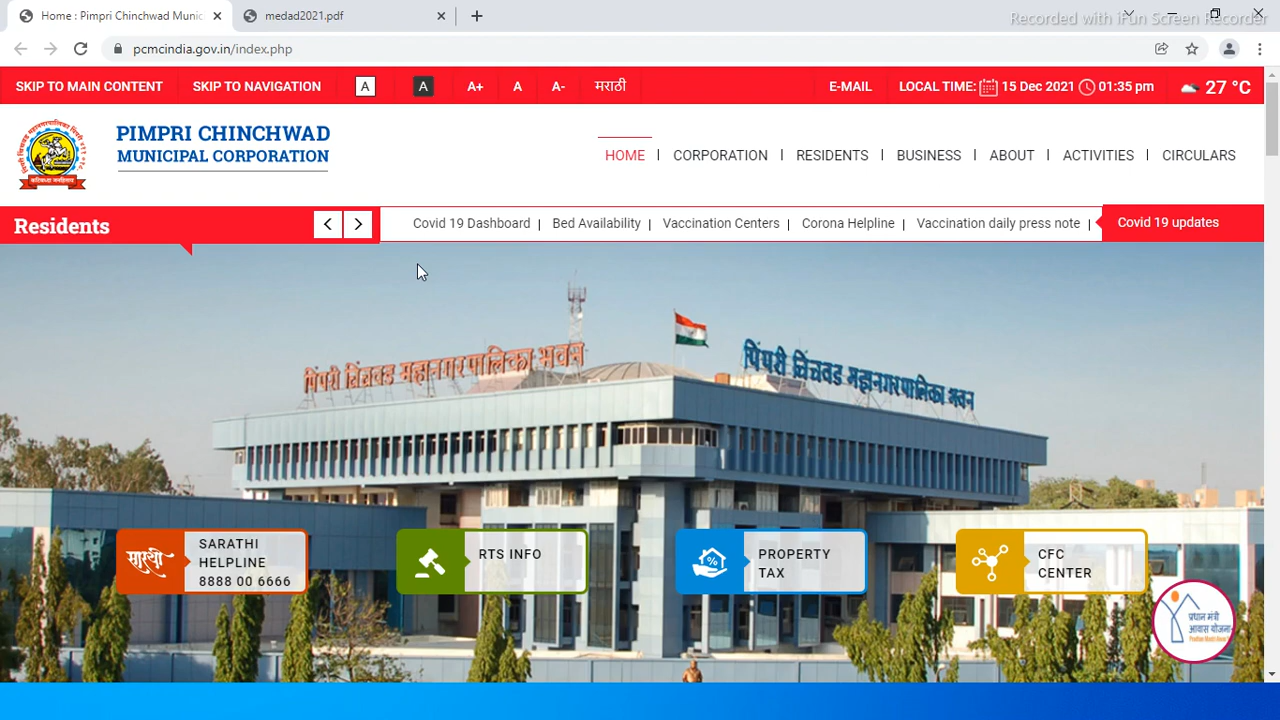 Home : Pimpri Chinchwad Munic
medad2021.pdf
Recorded with iFun Screen Recorder
pcmcindia.gov.in/index.php
SKIP TO MAIN CONTENT SKIP TO NAVIGATION A A A+ A A- मराठी E-MAIL LOCAL TIME: 15 Dec 2021 01:35 pm 27 °C
PIMPRI CHINCHWAD
MUNICIPAL CORPORATION
HOME | CORPORATION | RESIDENTS | BUSINESS | ABOUT | ACTIVITIES | CIRCULARS
Residents
Covid 19 Dashboard | Bed Availability | Vaccination Centers | Corona Helpline | Vaccination daily press note |
Covid 19 updates
पिंपरी चिंचवड महानगरपालिका भवन
पिंपरी चिंचवड महानगरपालिका भवन
सारथी
SARATHI
HELPLINE
8888 00 6666
RTS INFO
PROPERTY
TAX
CFC
CENTER
प्रधान मंत्री
आवास योजना